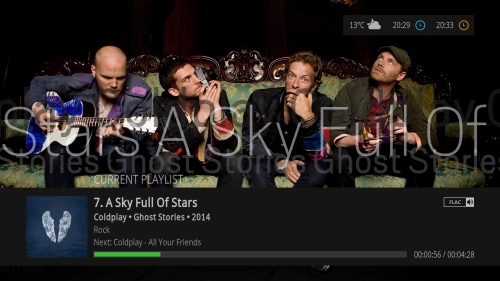 13°C 20:29 20:33
Stars A Sky Full Of
Stories Ghost Stories Ghost Stories
CURRENT PLAYLIST
7. A Sky Full Of Stars
FLAC
Coldplay • Ghost Stories • 2014
Rock
Next: Coldplay - All Your Friends
00:00:56 / 00:04:28